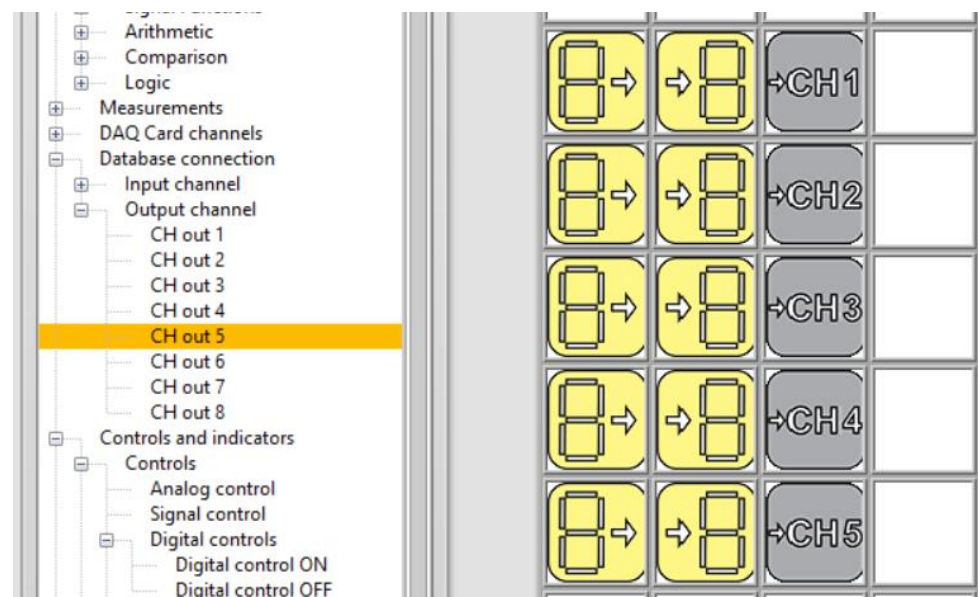 Signal Functions
Arithmetic
Comparison
Logic
Measurements
DAQ Card channels
Database connection
Input channel
Output channel
CH out 1
CH out 2
CH out 3
CH out 4
CH out 5
CH out 6
CH out 7
CH out 8
Controls and indicators
Controls
Analog control
Signal control
Digital controls
Digital control ON
Digital control OFF
CH1
CH2
CH3
CH4
CH5